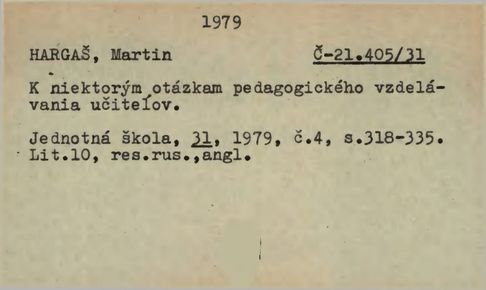 1979
HARGAŠ, Martin Č-21.405/31
K niektorým otázkam pedagogického vzdelá-
vania učiteľov.
Jednotná škola, 31, 1979, č.4, s.318-335.
Lit.10, res.rus.,angl.